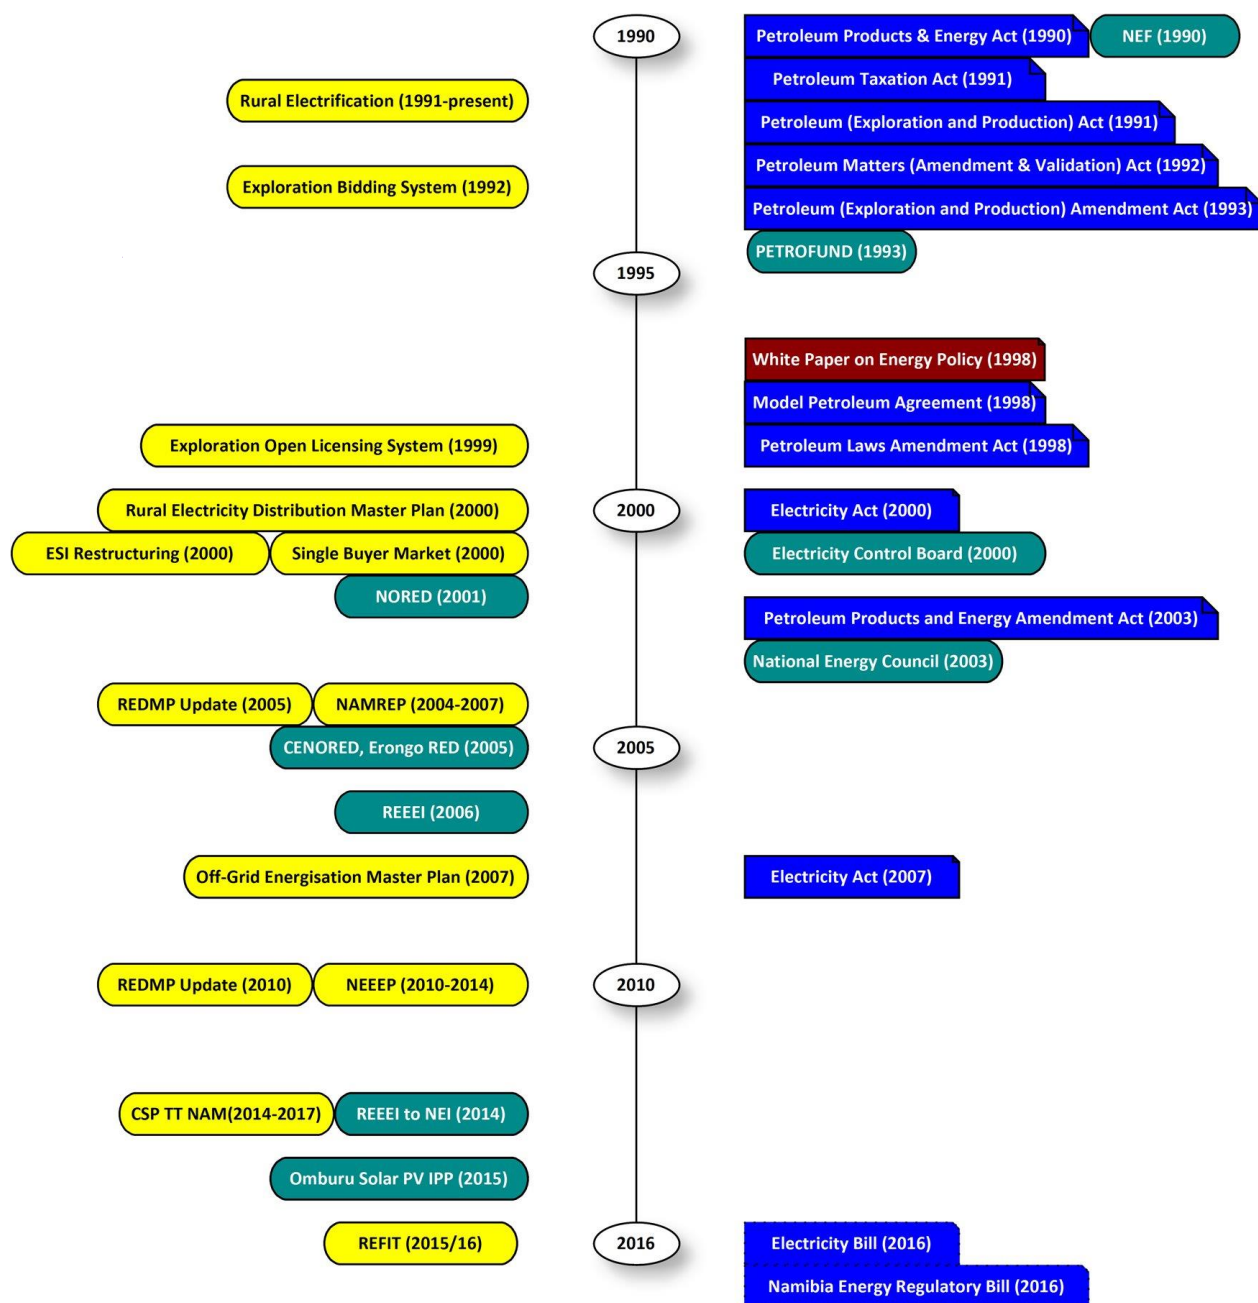 1990
Petroleum Products & Energy Act (1990)
NEF (1990)
Petroleum Taxation Act (1991)
Rural Electrification (1991-present)
Petroleum (Exploration and Production) Act (1991)
Petroleum Matters (Amendment & Validation) Act (1992)
Exploration Bidding System (1992)
Petroleum (Exploration and Production) Amendment Act (1993)
PETROFUND (1993)
1995
White Paper on Energy Policy (1998)
Model Petroleum Agreement (1998)
Exploration Open Licensing System (1999)
Petroleum Laws Amendment Act (1998)
Rural Electricity Distribution Master Plan (2000)
2000
Electricity Act (2000)
ESI Restructuring (2000)
Single Buyer Market (2000)
Electricity Control Board (2000)
NORED (2001)
Petroleum Products and Energy Amendment Act (2003)
National Energy Council (2003)
REDMP Update (2005)
NAMREP (2004-2007)
CENORED, Erongo RED (2005)
2005
REEEI (2006)
Off-Grid Energisation Master Plan (2007)
Electricity Act (2007)
REDMP Update (2010)
NEEEP (2010-2014)
2010
CSP TT NAM(2014-2017)
REEEI to NEI (2014)
Omburu Solar PV IPP (2015)
REFIT (2015/16)
2016
Electricity Bill (2016)
Namibia Energy Regulatory Bill (2016)